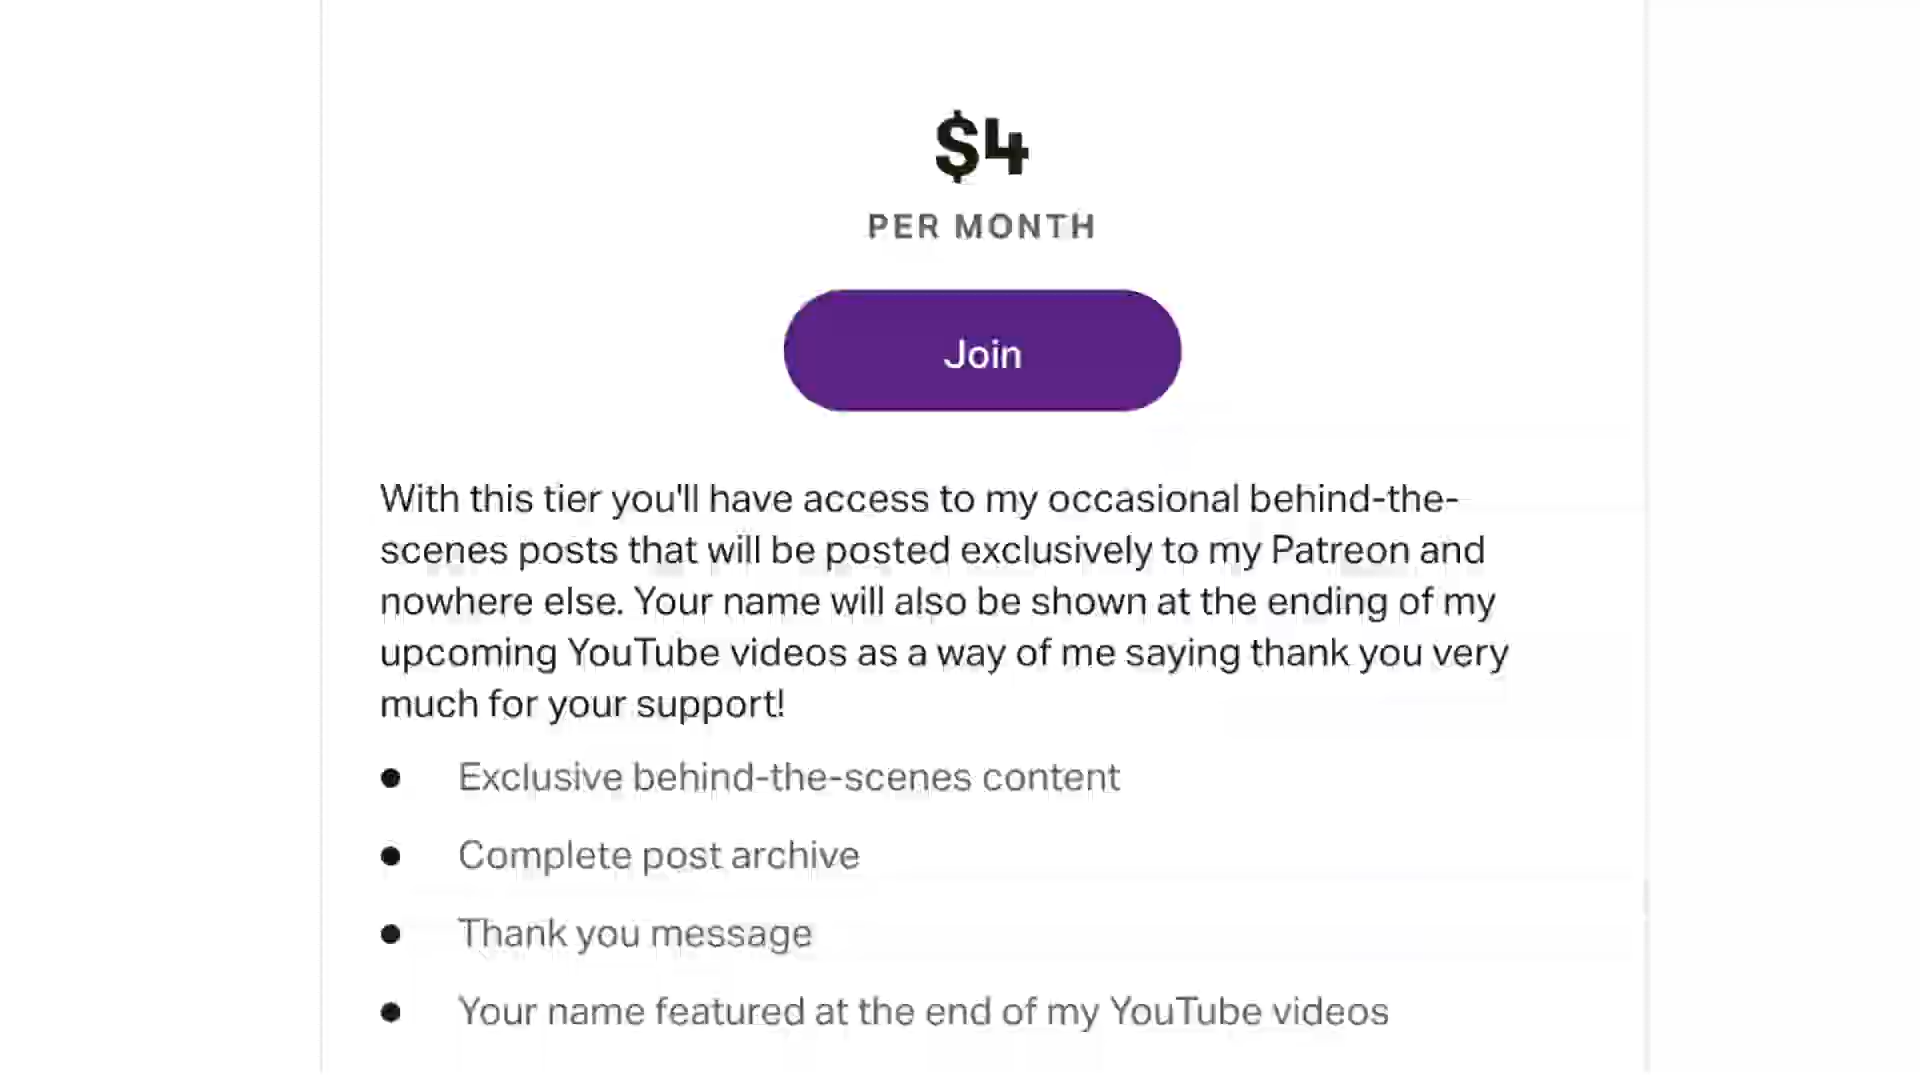 $4
PER MONTH
Join
With this tier you'll have access to my occasional behind-the-
scenes posts that will be posted exclusively to my Patreon and
nowhere else. Your name will also be shown at the ending of my
upcoming YouTube videos as a way of me saying thank you very
much for your support!
● Exclusive behind-the-scenes content
● Complete post archive
● Thank you message
● Your name featured at the end of my YouTube videos